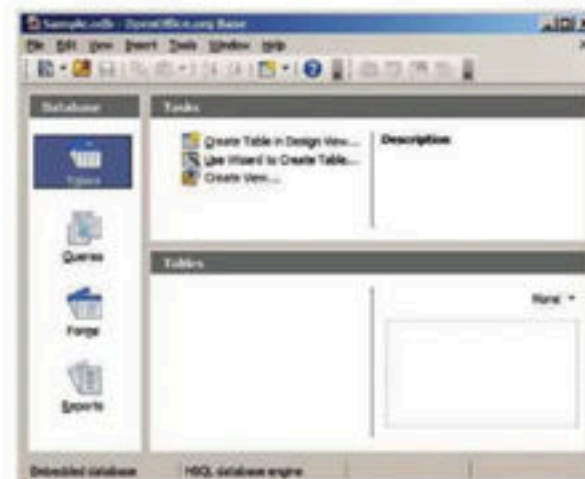 Sample.odb - OpenOffice.org Base
File Edit View Insert Tools Window Help
Database
Tables
Queries
Forms
Reports
Tasks
Create Table in Design View...
Use Wizard to Create Table...
Create View...
Description
Tables
None
Embedded database HSQL database engine